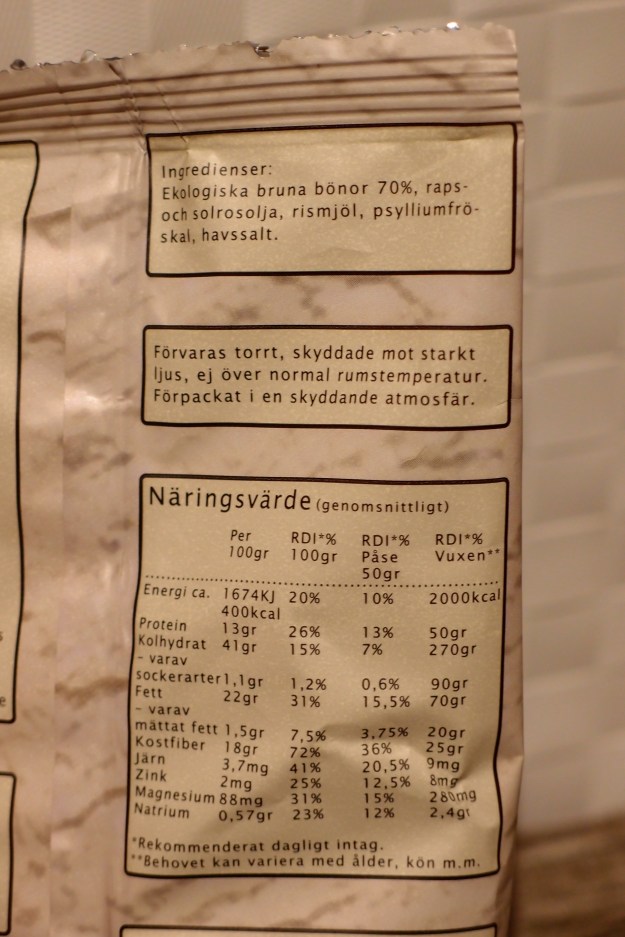 Ingredienser:
Ekologiska bruna bönor 70%, raps-
och solrosolja, rismjöl, psylliumfrö-
skal, havssalt.
Förvaras torrt, skyddade mot starkt
ljus, ej över normal rumstemperatur.
Förpackat i en skyddande atmosfär.
Näringsvärde (genomsnittligt)
Per RDI*% RDI*% RDI*%
100gr 100gr Påse Vuxen**
50gr
Energi ca. 1674KJ 20% 10% 2000kcal
400kcal
Protein 13gr 26% 13% 50gr
Kolhydrat 41gr 15% 7% 270gr
- varav
sockerarter 1,1gr 1,2% 0,6% 90gr
Fett 22gr 31% 15,5% 70gr
- varav
mättat fett 1,5gr 7,5% 3,75% 20gr
Kostfiber 18gr 72% 36% 25gr
Järn 3,7mg 41% 20,5% 9mg
Zink 2mg 25% 12,5% 8mg
Magnesium 88mg 31% 15% 280mg
Natrium 0,57gr 23% 12% 2,4gr
*Rekommenderat dagligt intag.
**Behovet kan variera med ålder, kön m.m.